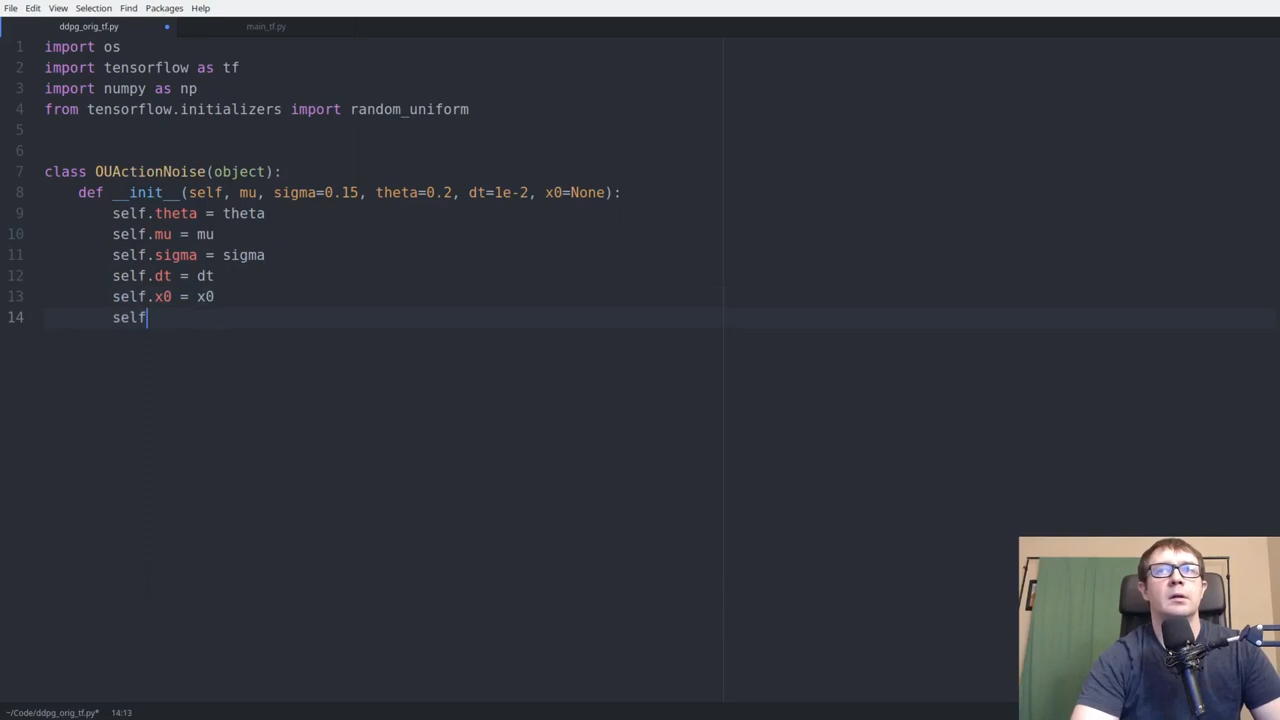 File Edit View Selection Find Packages Help
ddpg_orig_tf.py main_tf.py
1 import os
2 import tensorflow as tf
3 import numpy as np
4 from tensorflow.initializers import random_uniform
5
6
7 class OUActionNoise(object):
8 def __init__(self, mu, sigma=0.15, theta=0.2, dt=1e-2, x0=None):
9 self.theta = theta
10 self.mu = mu
11 self.sigma = sigma
12 self.dt = dt
13 self.x0 = x0
14 self
~/Code/ddpg_orig_tf.py* 14:13